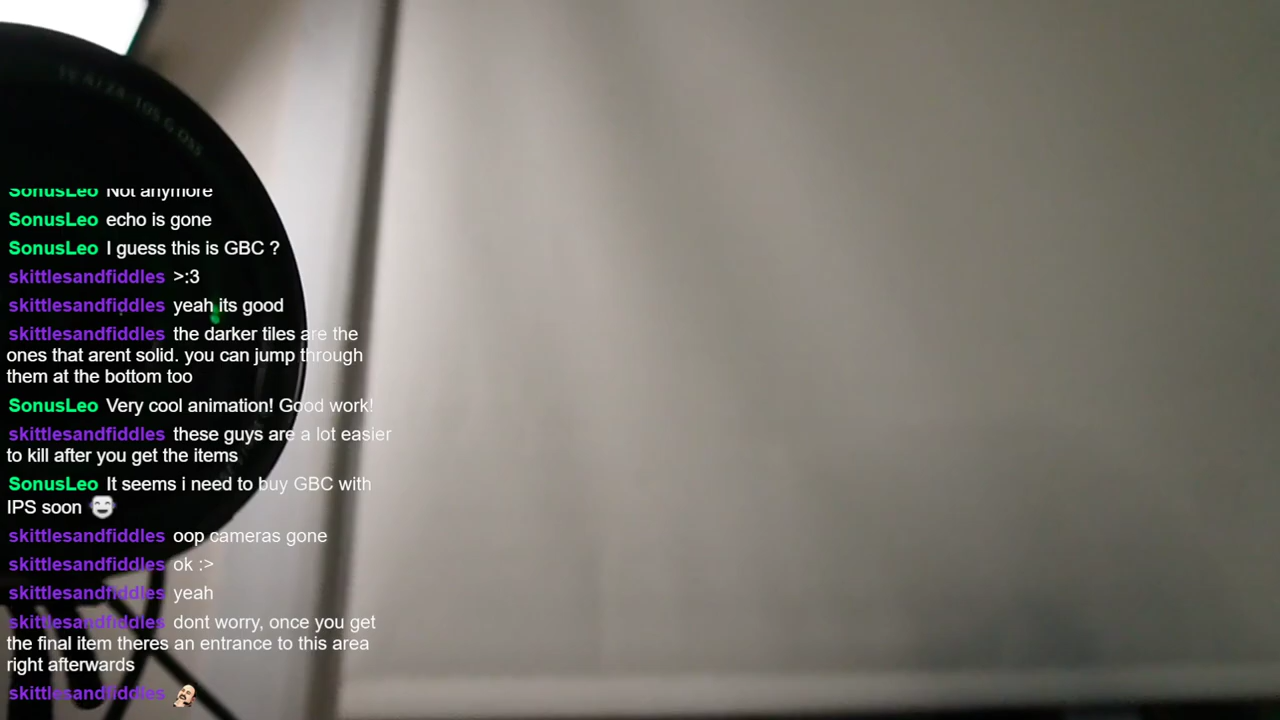 SonusLeo Not anymore
SonusLeo echo is gone
SonusLeo I guess this is GBC ?
skittlesandfiddles >:3
skittlesandfiddles yeah its good
skittlesandfiddles the darker tiles are the
ones that arent solid. you can jump through
them at the bottom too
SonusLeo Very cool animation! Good work!
skittlesandfiddles these guys are a lot easier
to kill after you get the items
SonusLeo It seems i need to buy GBC with
IPS soon
skittlesandfiddles oop cameras gone
skittlesandfiddles ok :>
skittlesandfiddles yeah
skittlesandfiddles dont worry, once you get
the final item theres an entrance to this area
right afterwards
skittlesandfiddles